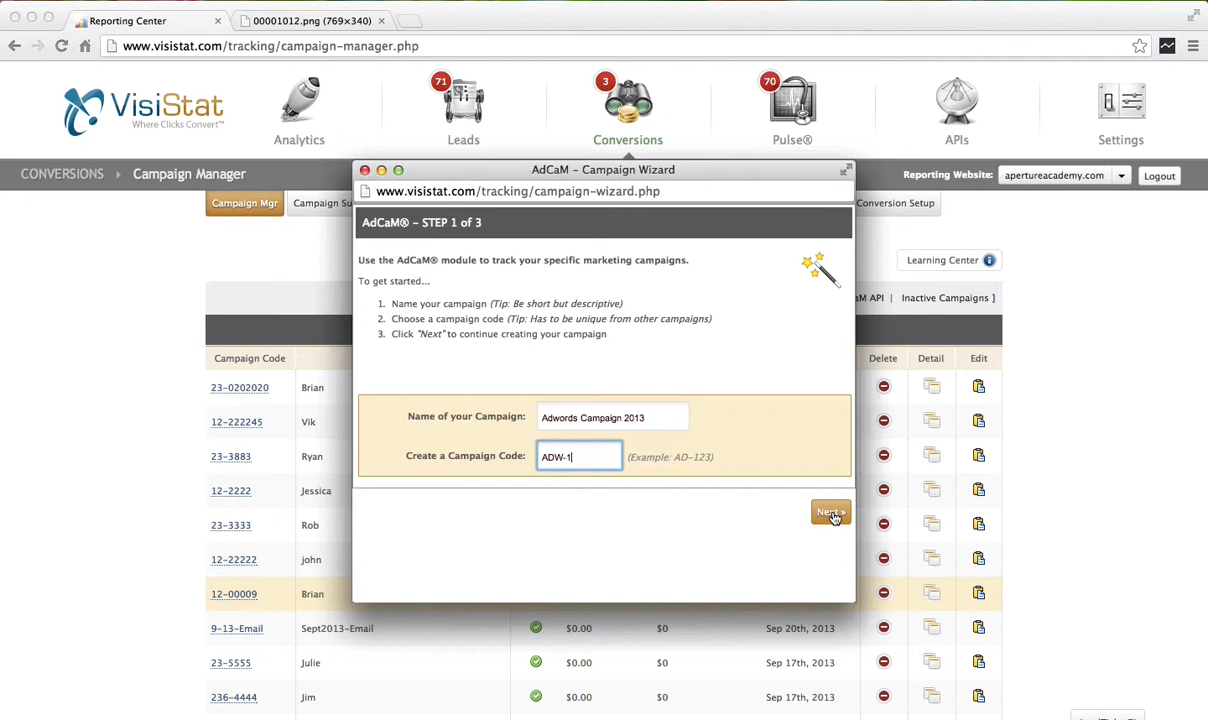 Reporting Center
00001012.png (769×340)
www.visistat.com/tracking/campaign-manager.php
VisiStat
Where Clicks Convert™
Analytics
71
Leads
3
Conversions
70
Pulse®
APIs
Settings
CONVERSIONS
Campaign Manager
Reporting Website:
apertureacademy.com
Logout
Campaign Mgr
Campaign Su
Conversion Setup
AdCaM – Campaign Wizard
www.visistat.com/tracking/campaign-wizard.php
AdCaM® – STEP 1 of 3
Use the AdCaM® module to track your specific marketing campaigns.
To get started...
1. Name your campaign (Tip: Be short but descriptive)
2. Choose a campaign code (Tip: Has to be unique from other campaigns)
3. Click "Next" to continue creating your campaign
Name of your Campaign: Adwords Campaign 2013
Create a Campaign Code: ADW-1 (Example: AD-123)
Next »
Learning Center
M API | Inactive Campaigns ]
Campaign Code Delete Detail Edit
23-0202020 Brian
12-222245 Vik
23-3883 Ryan
12-2222 Jessica
23-3333 Rob
12-22222 john
12-00009 Brian
9-13-Email Sept2013-Email $0.00 $0 Sep 20th, 2013
23-5555 Julie $0.00 $0 Sep 17th, 2013
236-4444 Jim $0.00 $0 Sep 17th, 2013